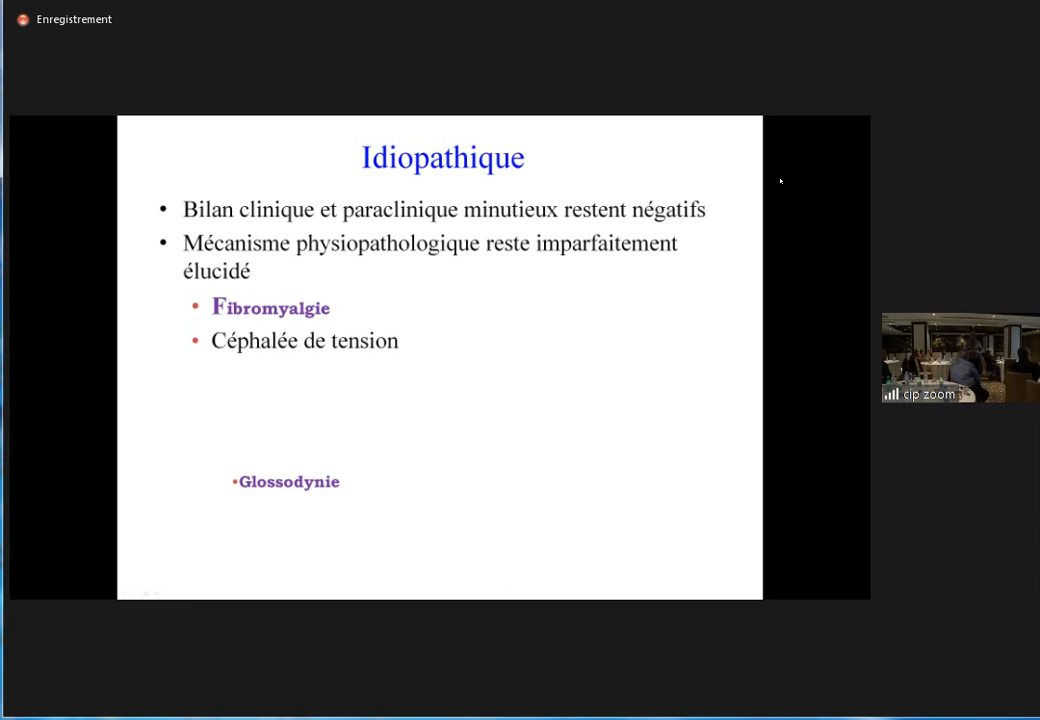 Enregistrement
Idiopathique
• Bilan clinique et paraclinique minutieux restent négatifs
• Mécanisme physiopathologique reste imparfaitement
élucidé
• Fibromyalgie
• Céphalée de tension
•Glossodynie
cip zoom